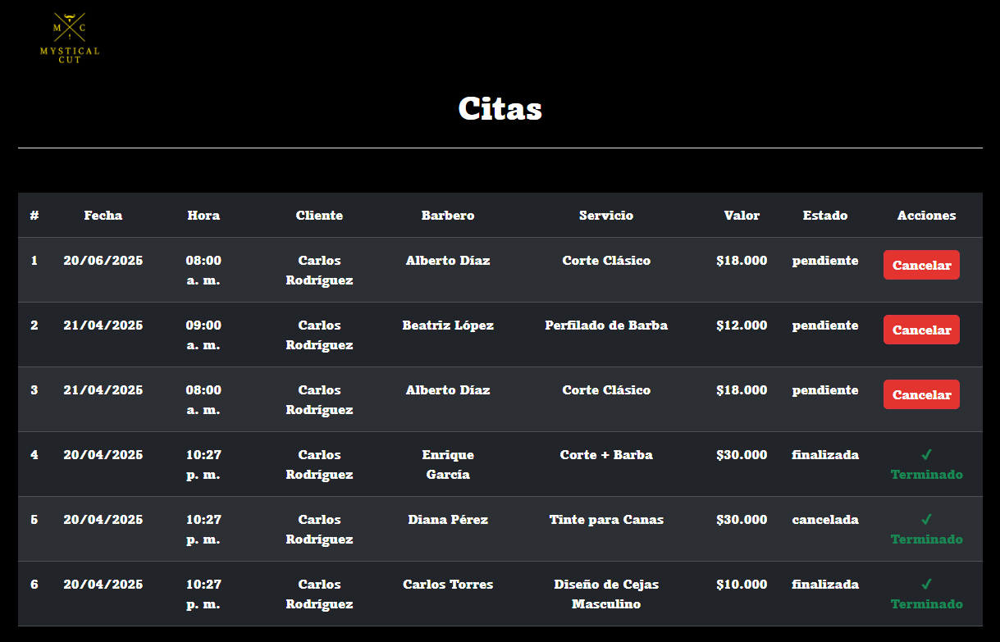 M C
MYSTICAL
CUT
Citas
# Fecha Hora Cliente Barbero Servicio Valor Estado Acciones
1 20/06/2025 08:00 Carlos Alberto Díaz Corte Clásico $18.000 pendiente Cancelar
a. m. Rodríguez
2 21/04/2025 09:00 Carlos Beatriz López Perfilado de Barba $12.000 pendiente Cancelar
a. m. Rodríguez
3 21/04/2025 08:00 Carlos Alberto Díaz Corte Clásico $18.000 pendiente Cancelar
a. m. Rodríguez
4 20/04/2025 10:27 Carlos Enrique Corte + Barba $30.000 finalizada ✓
p. m. Rodríguez García Terminado
5 20/04/2025 10:27 Carlos Diana Pérez Tinte para Canas $30.000 cancelada ✓
p. m. Rodríguez Terminado
6 20/04/2025 10:27 Carlos Carlos Torres Diseño de Cejas $10.000 finalizada ✓
p. m. Rodríguez Masculino Terminado